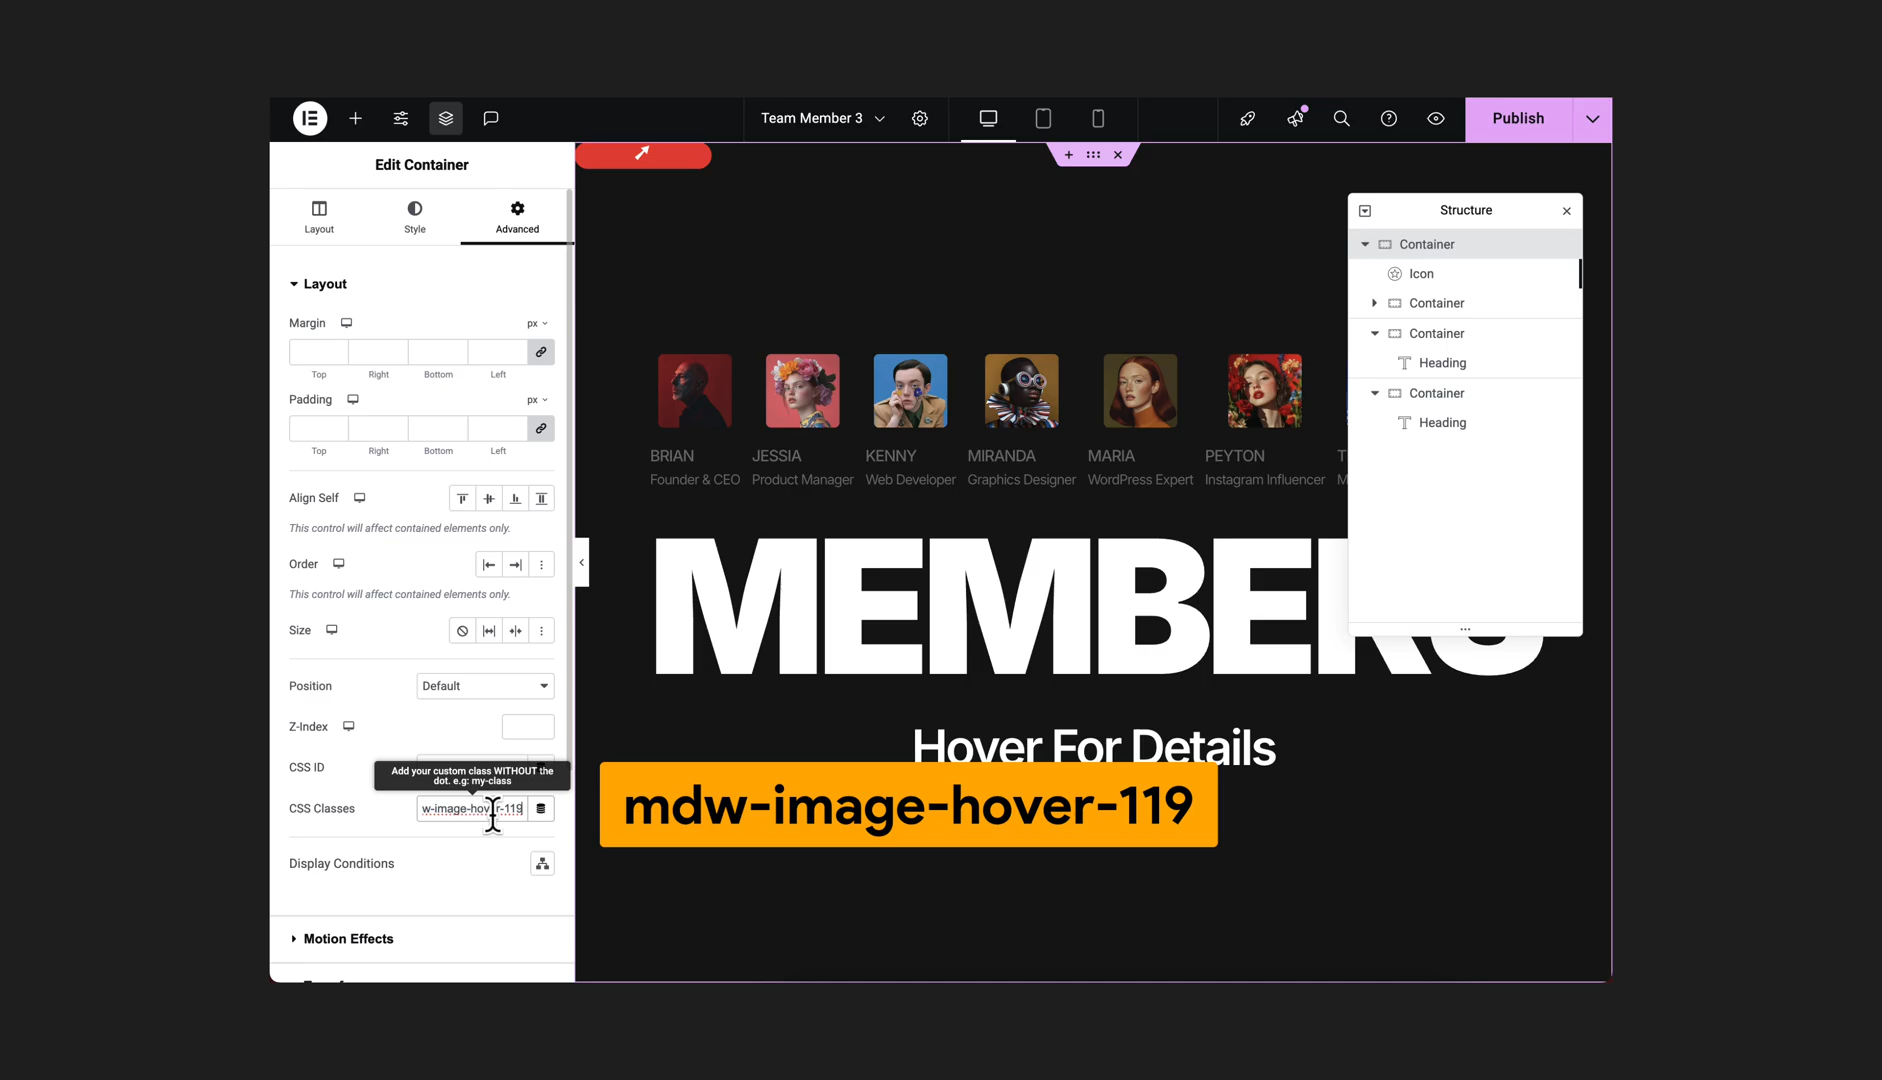 Team Member 3
Publish
Edit Container
Layout
Style
Advanced
Layout
Margin
px
Top
Right
Bottom
Left
Padding
px
Top
Right
Bottom
Left
Align Self
This control will affect contained elements only.
Order
This control will affect contained elements only.
Size
Position
Default
Z-Index
CSS ID
Add your custom class WITHOUT the
dot. e.g: my-class
CSS Classes
w-image-hover-119
Display Conditions
Motion Effects
BRIAN
Founder & CEO
JESSIA
Product Manager
KENNY
Web Developer
MIRANDA
Graphics Designer
MARIA
WordPress Expert
PEYTON
Instagram Influencer
T
M
MEMBERS
Hover For Details
mdw-image-hover-119
Structure
Container
Icon
Container
Container
Heading
Container
Heading